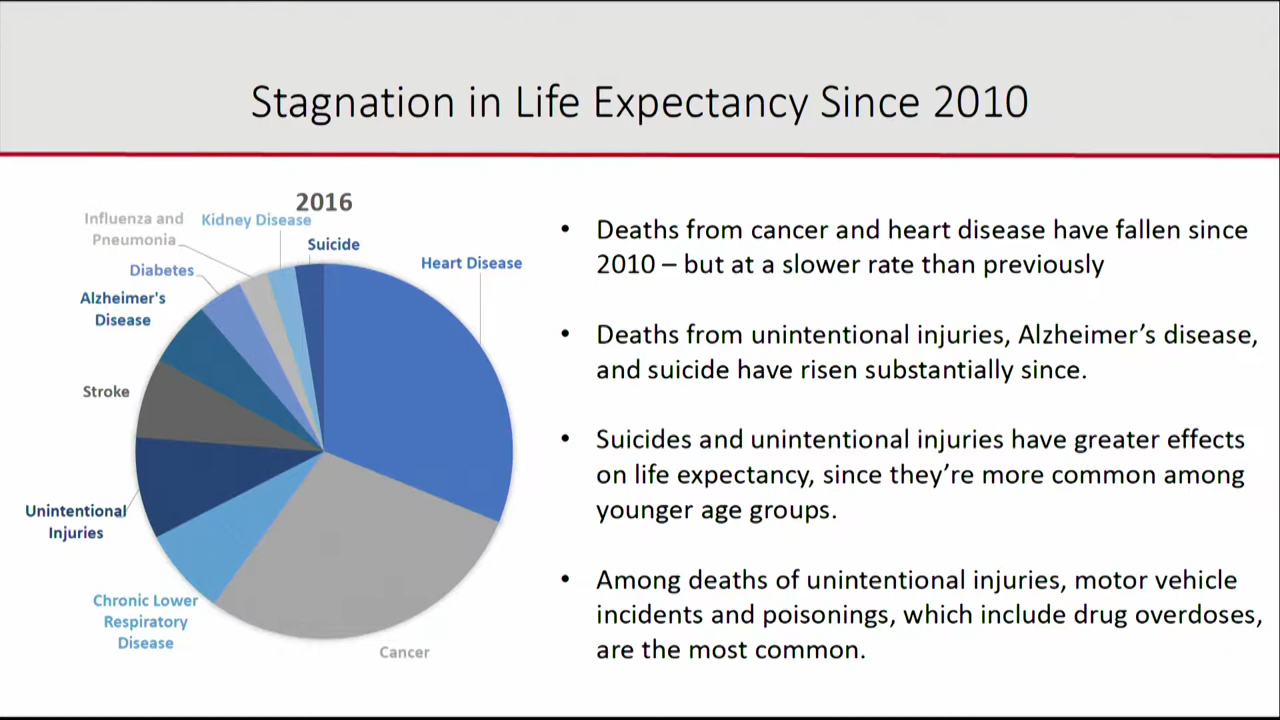 Stagnation in Life Expectancy Since 2010
2016
Influenza and
Pneumonia
Kidney Disease
Suicide
Heart Disease
Diabetes
Alzheimer's
Disease
Stroke
Unintentional
Injuries
Chronic Lower
Respiratory
Disease
Cancer
• Deaths from cancer and heart disease have fallen since
2010 – but at a slower rate than previously
• Deaths from unintentional injuries, Alzheimer’s disease,
and suicide have risen substantially since.
• Suicides and unintentional injuries have greater effects
on life expectancy, since they’re more common among
younger age groups.
• Among deaths of unintentional injuries, motor vehicle
incidents and poisonings, which include drug overdoses,
are the most common.